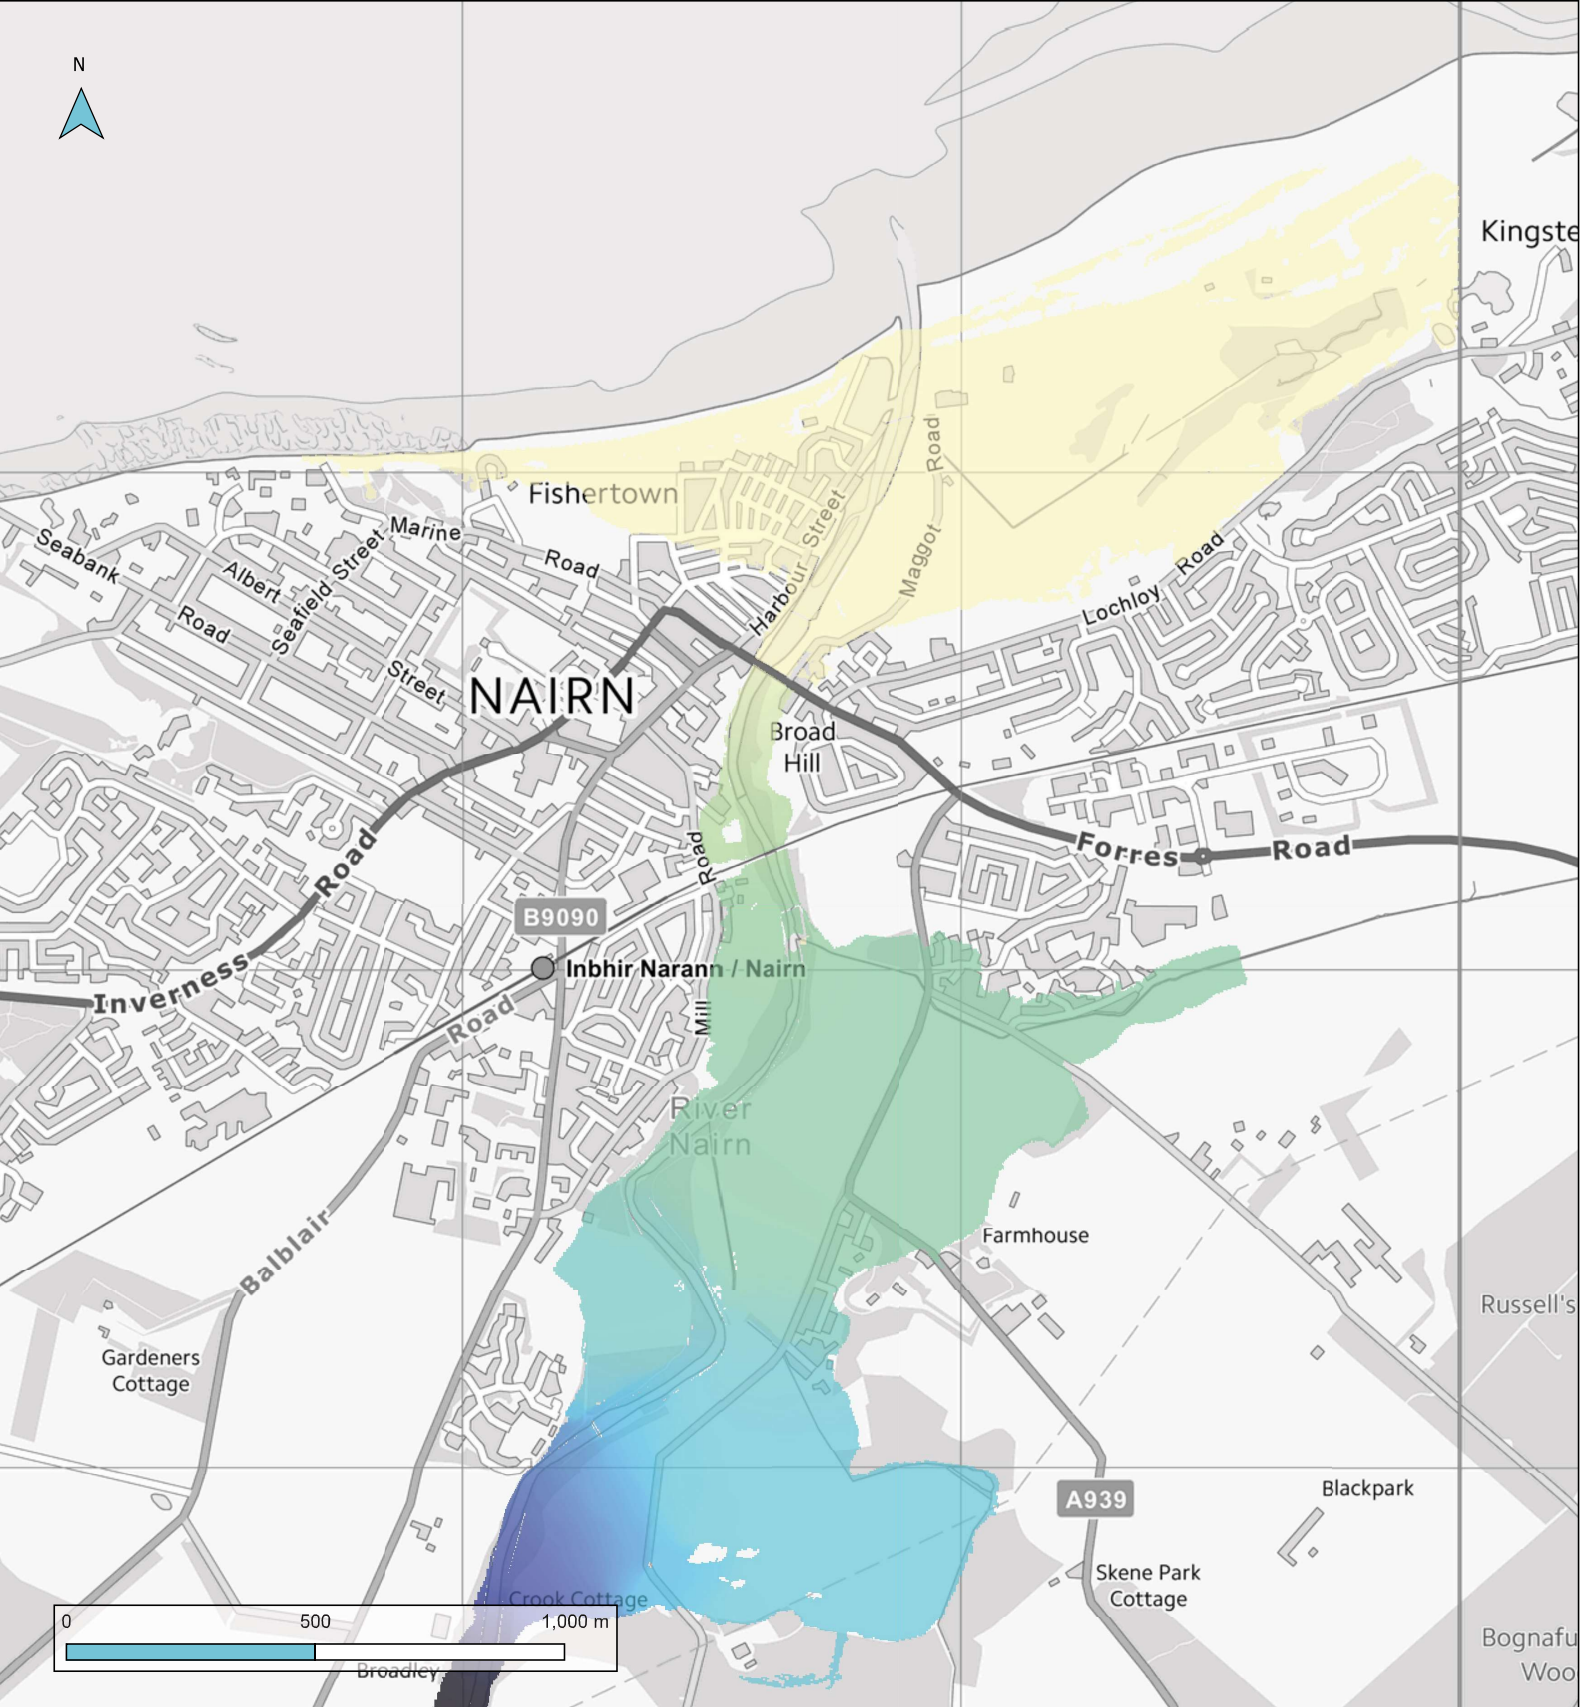 N
Kingste
Fishertown
Marine
Road
Seabank
Road
Albert
Street
Seafield Street
Harbour Street
Maggot Road
Lochloy Road
NAIRN
Broad
Hill
Inverness Road
Forres Road
Road
B9090
Inbhir Narann / Nairn
Mill
Balblair Road
River
Nairn
Farmhouse
Russell's
Gardeners
Cottage
A939
Blackpark
Skene Park
Cottage
Crook Cottage
Bognafu
Woo
0 500 1,000 m
Broadley